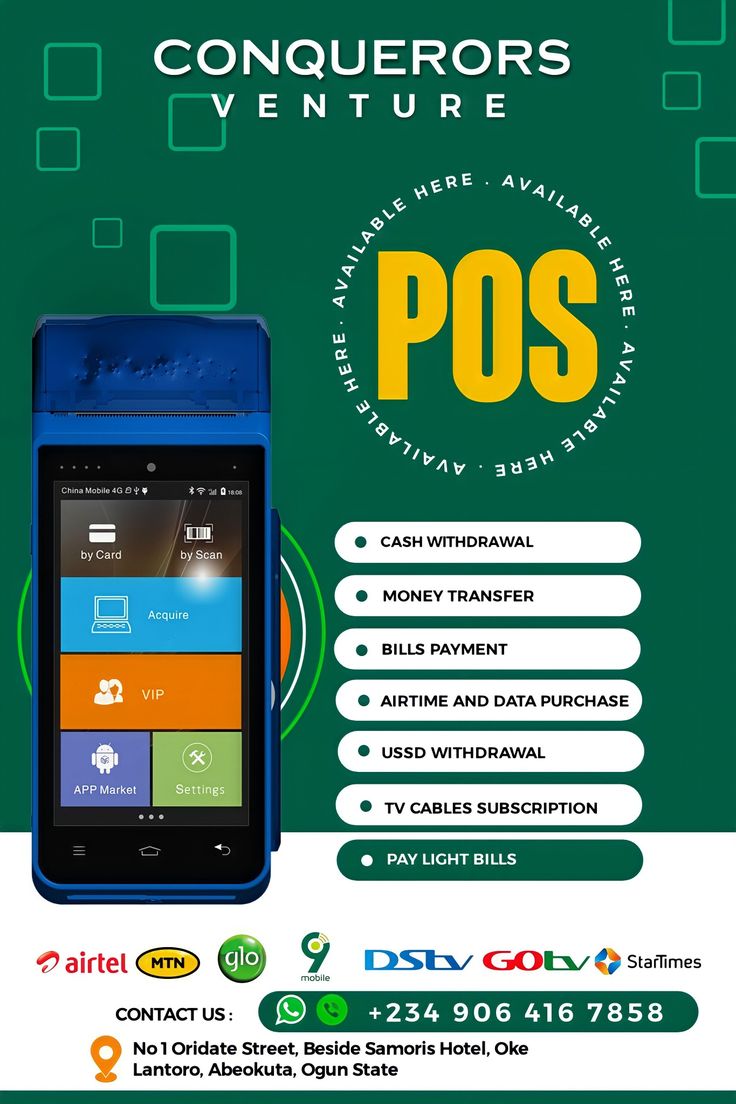 CONQUERORS
VENTURE
AVAILABLE HERE . AVAILABLE HERE . AVAILABLE HERE . AVAILABLE HERE .
POS
China Mobile 4G 18:08
by Card by Scan
Acquire
VIP
APP Market Settings
CASH WITHDRAWAL
MONEY TRANSFER
BILLS PAYMENT
AIRTIME AND DATA PURCHASE
USSD WITHDRAWAL
TV CABLES SUBSCRIPTION
PAY LIGHT BILLS
airtel MTN glo 9 mobile DStv GOtv StarTimes
CONTACT US : +234 906 416 7858
No 1 Oridate Street, Beside Samoris Hotel, Oke
Lantoro, Abeokuta, Ogun State